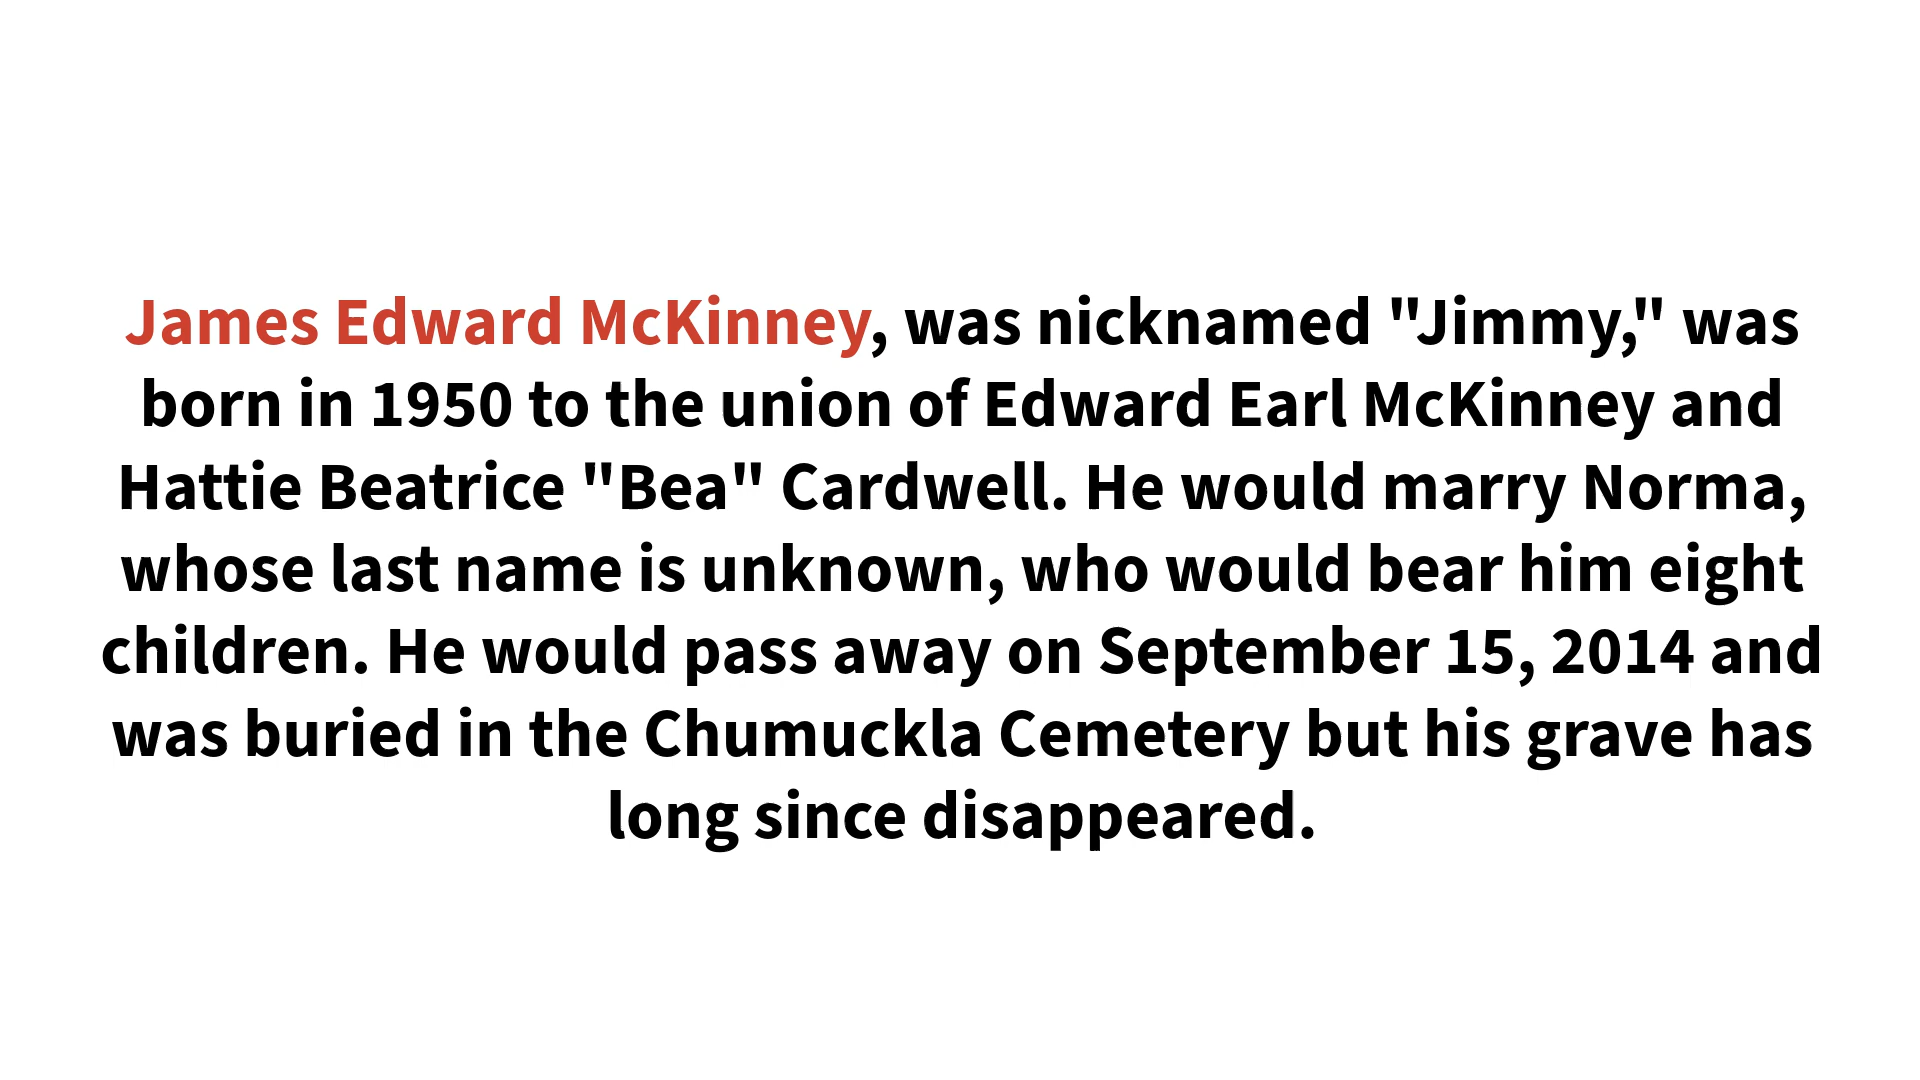 James Edward McKinney, was nicknamed "Jimmy," was
born in 1950 to the union of Edward Earl McKinney and
Hattie Beatrice "Bea" Cardwell. He would marry Norma,
whose last name is unknown, who would bear him eight
children. He would pass away on September 15, 2014 and
was buried in the Chumuckla Cemetery but his grave has
long since disappeared.